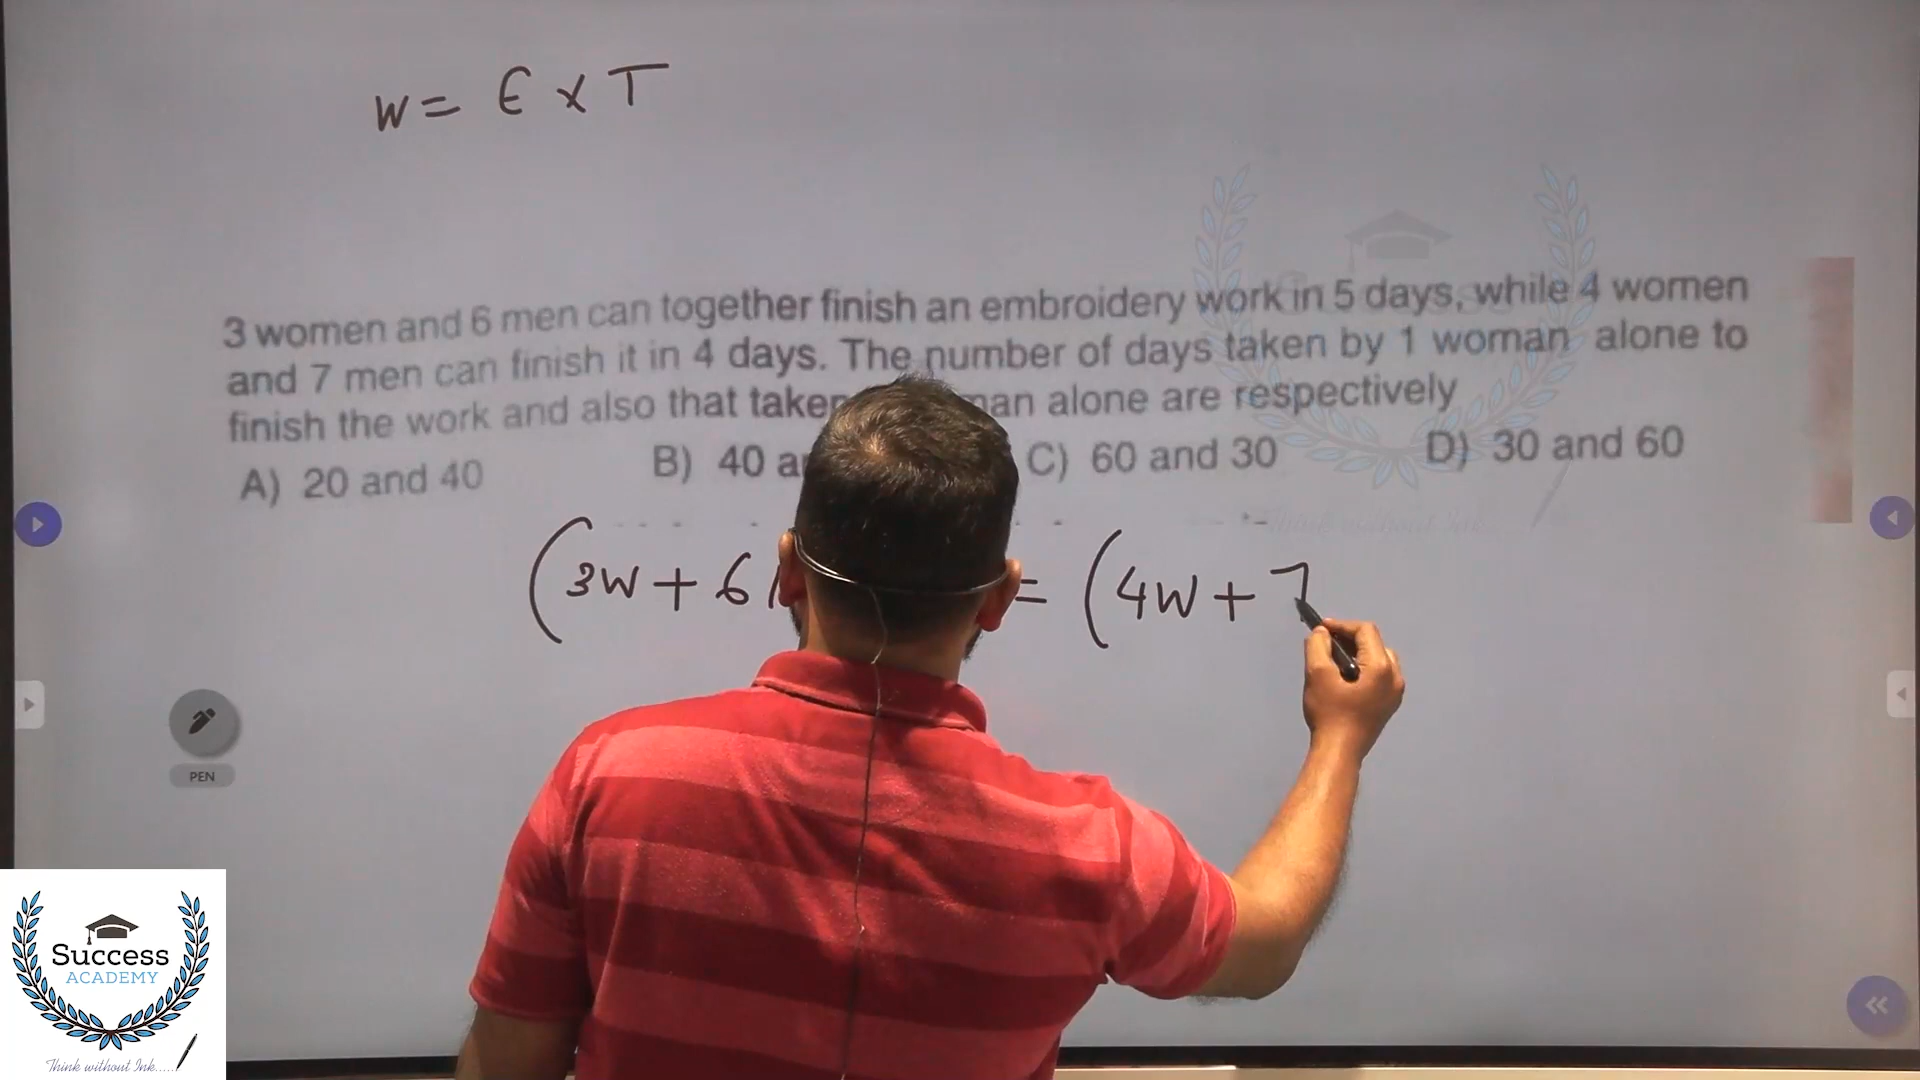 W = E × T
3 women and 6 men can together finish an embroidery work in 5 days, while 4 women
and 7 men can finish it in 4 days. The number of days taken by 1 woman alone to
finish the work and also that taken man alone are respectively
A) 20 and 40 B) 40 C) 60 and 30 D) 30 and 60
(3W + 6 = (4W + 7
PEN
Success
ACADEMY
Think without Ink.....